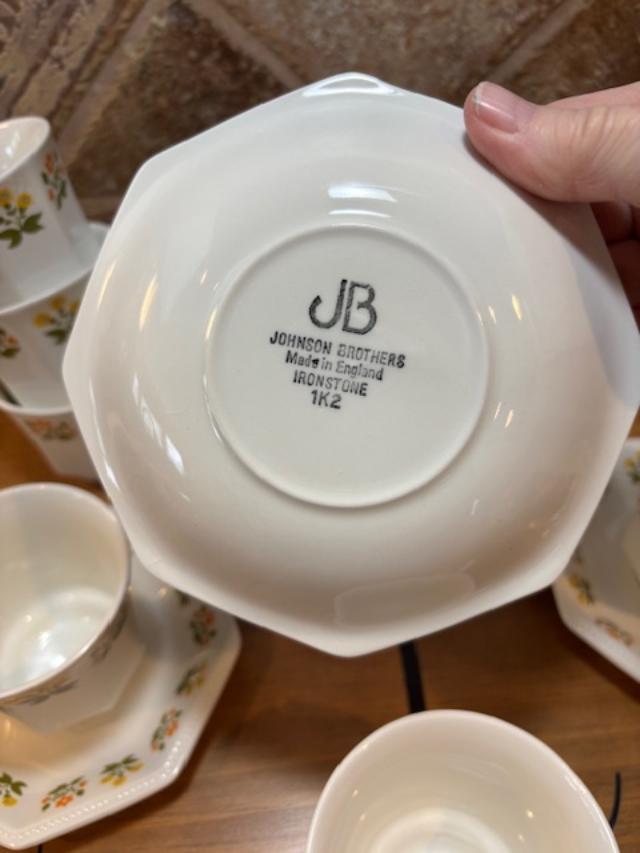 JB
JOHNSON BROTHERS
Made in England
IRONSTONE
1K2